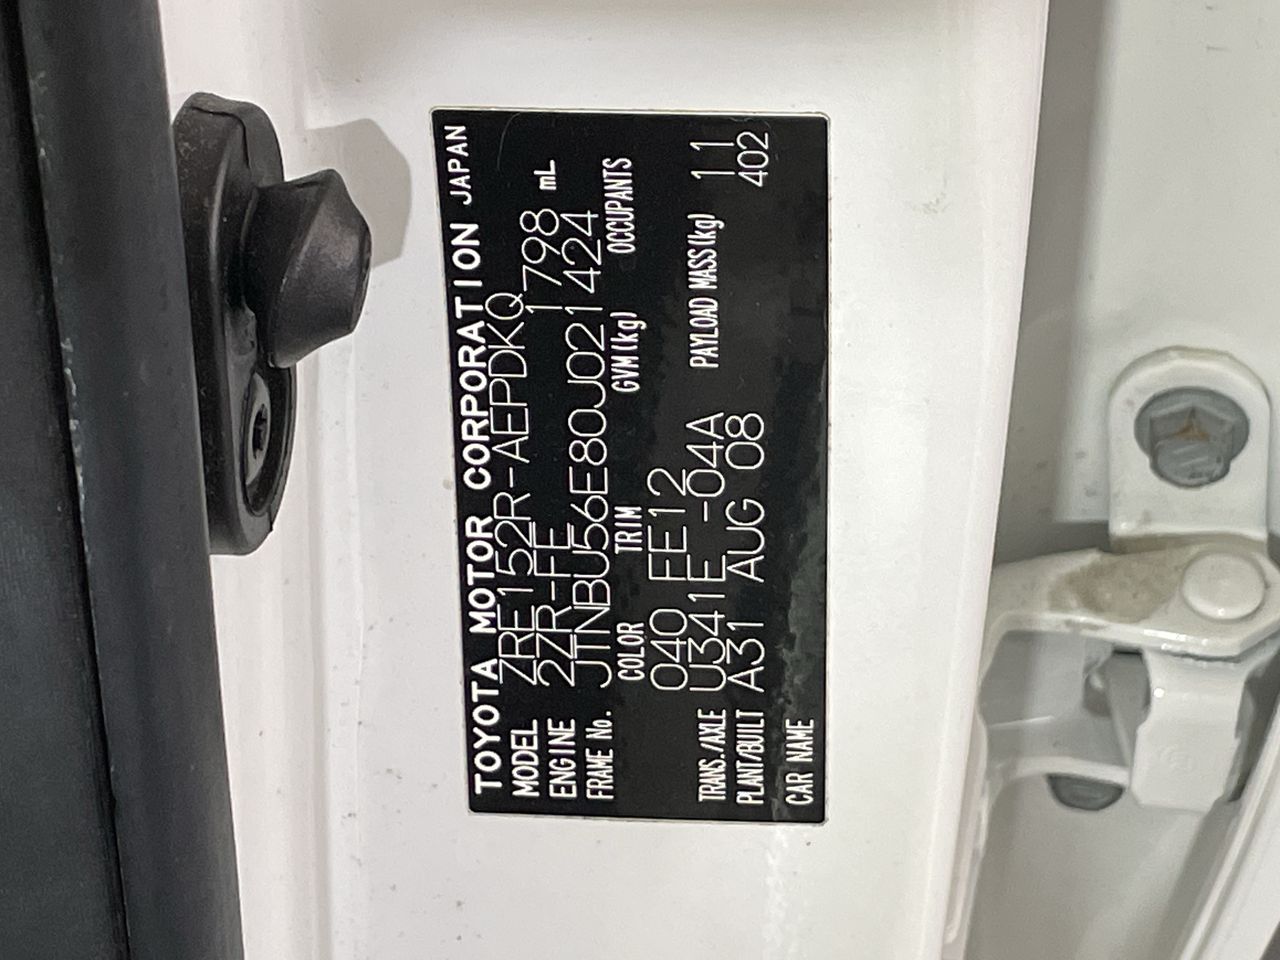 TOYOTA MOTOR CORPORATION JAPAN
MODEL ZRE152R-AEPDKQ
ENGINE 2ZR-FE 1798 mL
FRAME No. JTNBU56E80J021424
COLOR TRIM GVM(kg) OCCUPANTS
040 EE12
TRANS./AXLE U341E -04A PAYLOAD MASS(kg) 11
PLANT/BUILT A31 AUG 08 402
CAR NAME